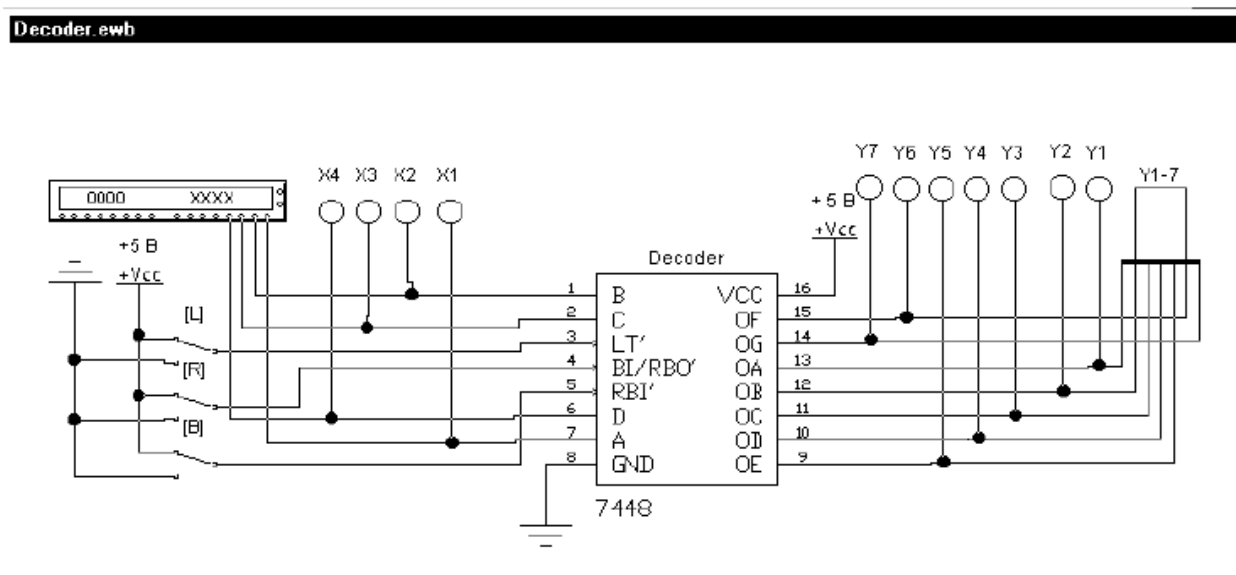 Decoder.ewb
Y7 Y6 Y5 Y4 Y3 Y2 Y1
X4 X3 X2 X1
Y1-7
0000 XXXX
+5 В
+Vcc
+5 В
+Vcc
Decoder
[L]
[R]
[B]
1 B VCC 16
2 C OF 15
3 LT' OG 14
4 BI/RBO' OA 13
5 RBI' OB 12
6 D OC 11
7 A OD 10
8 GND OE 9
7448